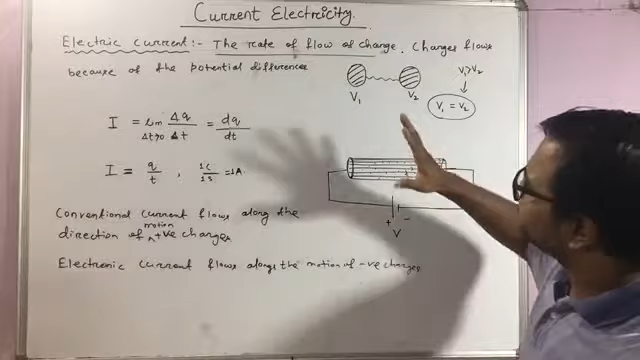 Current Electricity.
Electric current:- The rate of flow of charge. Charges flows
because of the potential differences
V₁>V₂
V₁ V₂
V₁ = V₂
I = lim Δt→0 Δq/Δt = dq/dt
I = q/t , 1C/1s = 1A
Conventional current flows along the
direction of motion +ve charges
+ -
V
Electronic current flows along the motion of -ve charges